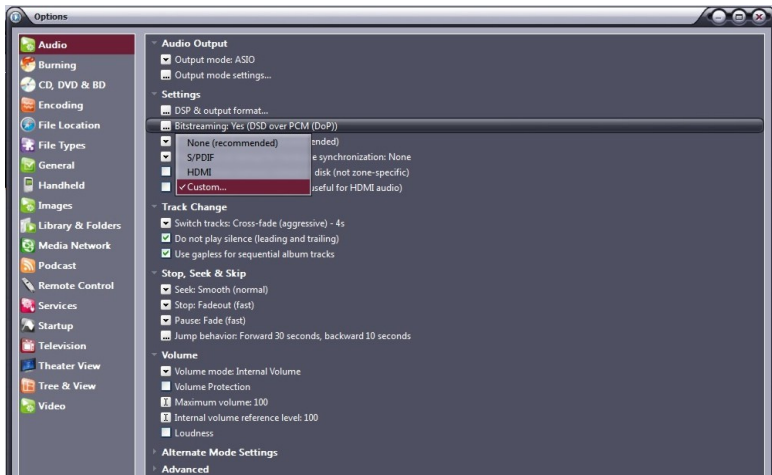 Options
Audio
Burning
CD, DVD & BD
Encoding
File Location
File Types
General
Handheld
Images
Library & Folders
Media Network
Podcast
Remote Control
Services
Startup
Television
Theater View
Tree & View
Video
Audio Output
Output mode: ASIO
Output mode settings...
Settings
DSP & output format...
Bitstreaming: Yes (DSD over PCM (DoP))
None (recommended)
S/PDIF
HDMI
Custom...
synchronization: None
disk (not zone-specific)
useful for HDMI audio)
Track Change
Switch tracks: Cross-fade (aggressive) - 4s
Do not play silence (leading and trailing)
Use gapless for sequential album tracks
Stop, Seek & Skip
Seek: Smooth (normal)
Stop: Fadeout (fast)
Pause: Fade (fast)
Jump behavior: Forward 30 seconds, backward 10 seconds
Volume
Volume mode: Internal Volume
Volume Protection
Maximum volume: 100
Internal volume reference level: 100
Loudness
Alternate Mode Settings
Advanced